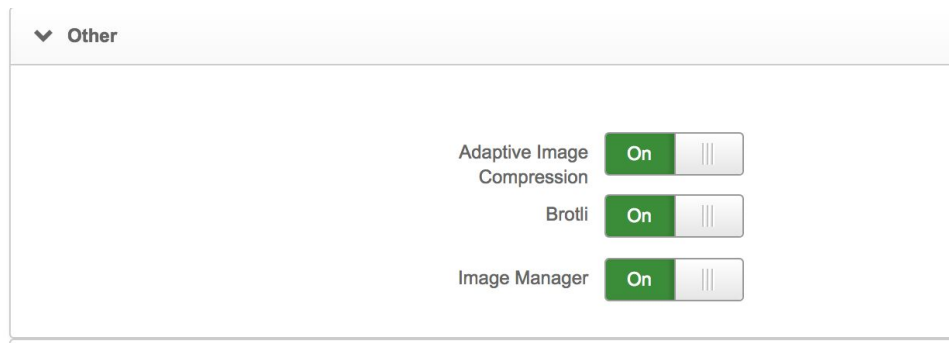 Other
Adaptive Image
Compression
On
Brotli
On
Image Manager
On